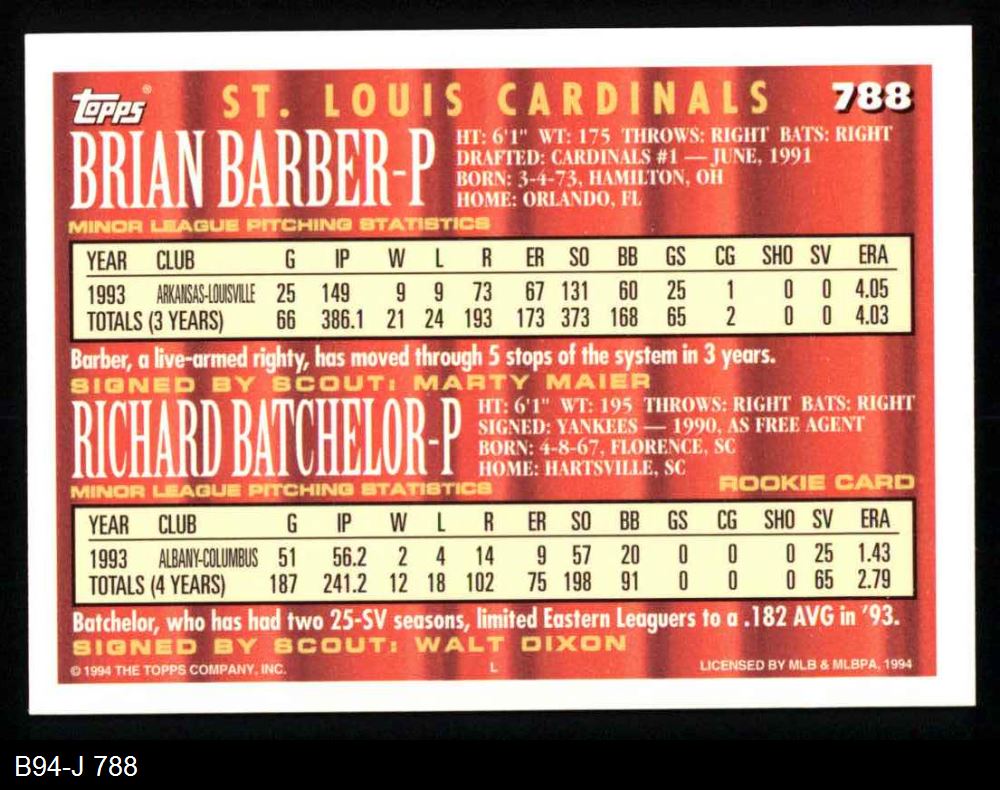 Topps® ST. LOUIS CARDINALS 788
BRIAN BARBER-P
HT: 6'1" WT: 175 THROWS: RIGHT BATS: RIGHT
DRAFTED: CARDINALS #1 — JUNE, 1991
BORN: 3-4-73, HAMILTON, OH
HOME: ORLANDO, FL
MINOR LEAGUE PITCHING STATISTICS
YEAR CLUB G IP W L R ER SO BB GS CG SHO SV ERA
1993 ARKANSAS-LOUISVILLE 25 149 9 9 73 67 131 60 25 1 0 0 4.05
TOTALS (3 YEARS) 66 386.1 21 24 193 173 373 168 65 2 0 0 4.03
Barber, a live-armed righty, has moved through 5 stops of the system in 3 years.
SIGNED BY SCOUT: MARTY MAIER
RICHARD BATCHELOR-P
HT: 6'1" WT: 195 THROWS: RIGHT BATS: RIGHT
SIGNED: YANKEES — 1990, AS FREE AGENT
BORN: 4-8-67, FLORENCE, SC
HOME: HARTSVILLE, SC
MINOR LEAGUE PITCHING STATISTICS ROOKIE CARD
YEAR CLUB G IP W L R ER SO BB GS CG SHO SV ERA
1993 ALBANY-COLUMBUS 51 56.2 2 4 14 9 57 20 0 0 0 25 1.43
TOTALS (4 YEARS) 187 241.2 12 18 102 75 198 91 0 0 0 65 2.79
Batchelor, who has had two 25-SV seasons, limited Eastern Leaguers to a .182 AVG in '93.
SIGNED BY SCOUT: WALT DIXON
© 1994 THE TOPPS COMPANY, INC. L LICENSED BY MLB & MLBPA, 1994
B94-J 788